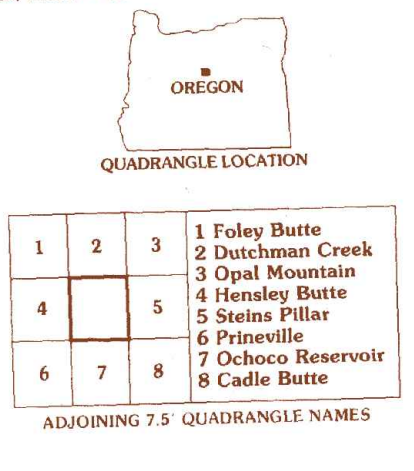 OREGON
QUADRANGLE LOCATION
1 2 3
4 5
6 7 8
1 Foley Butte
2 Dutchman Creek
3 Opal Mountain
4 Hensley Butte
5 Steins Pillar
6 Prineville
7 Ochoco Reservoir
8 Cadle Butte
ADJOINING 7.5´ QUADRANGLE NAMES